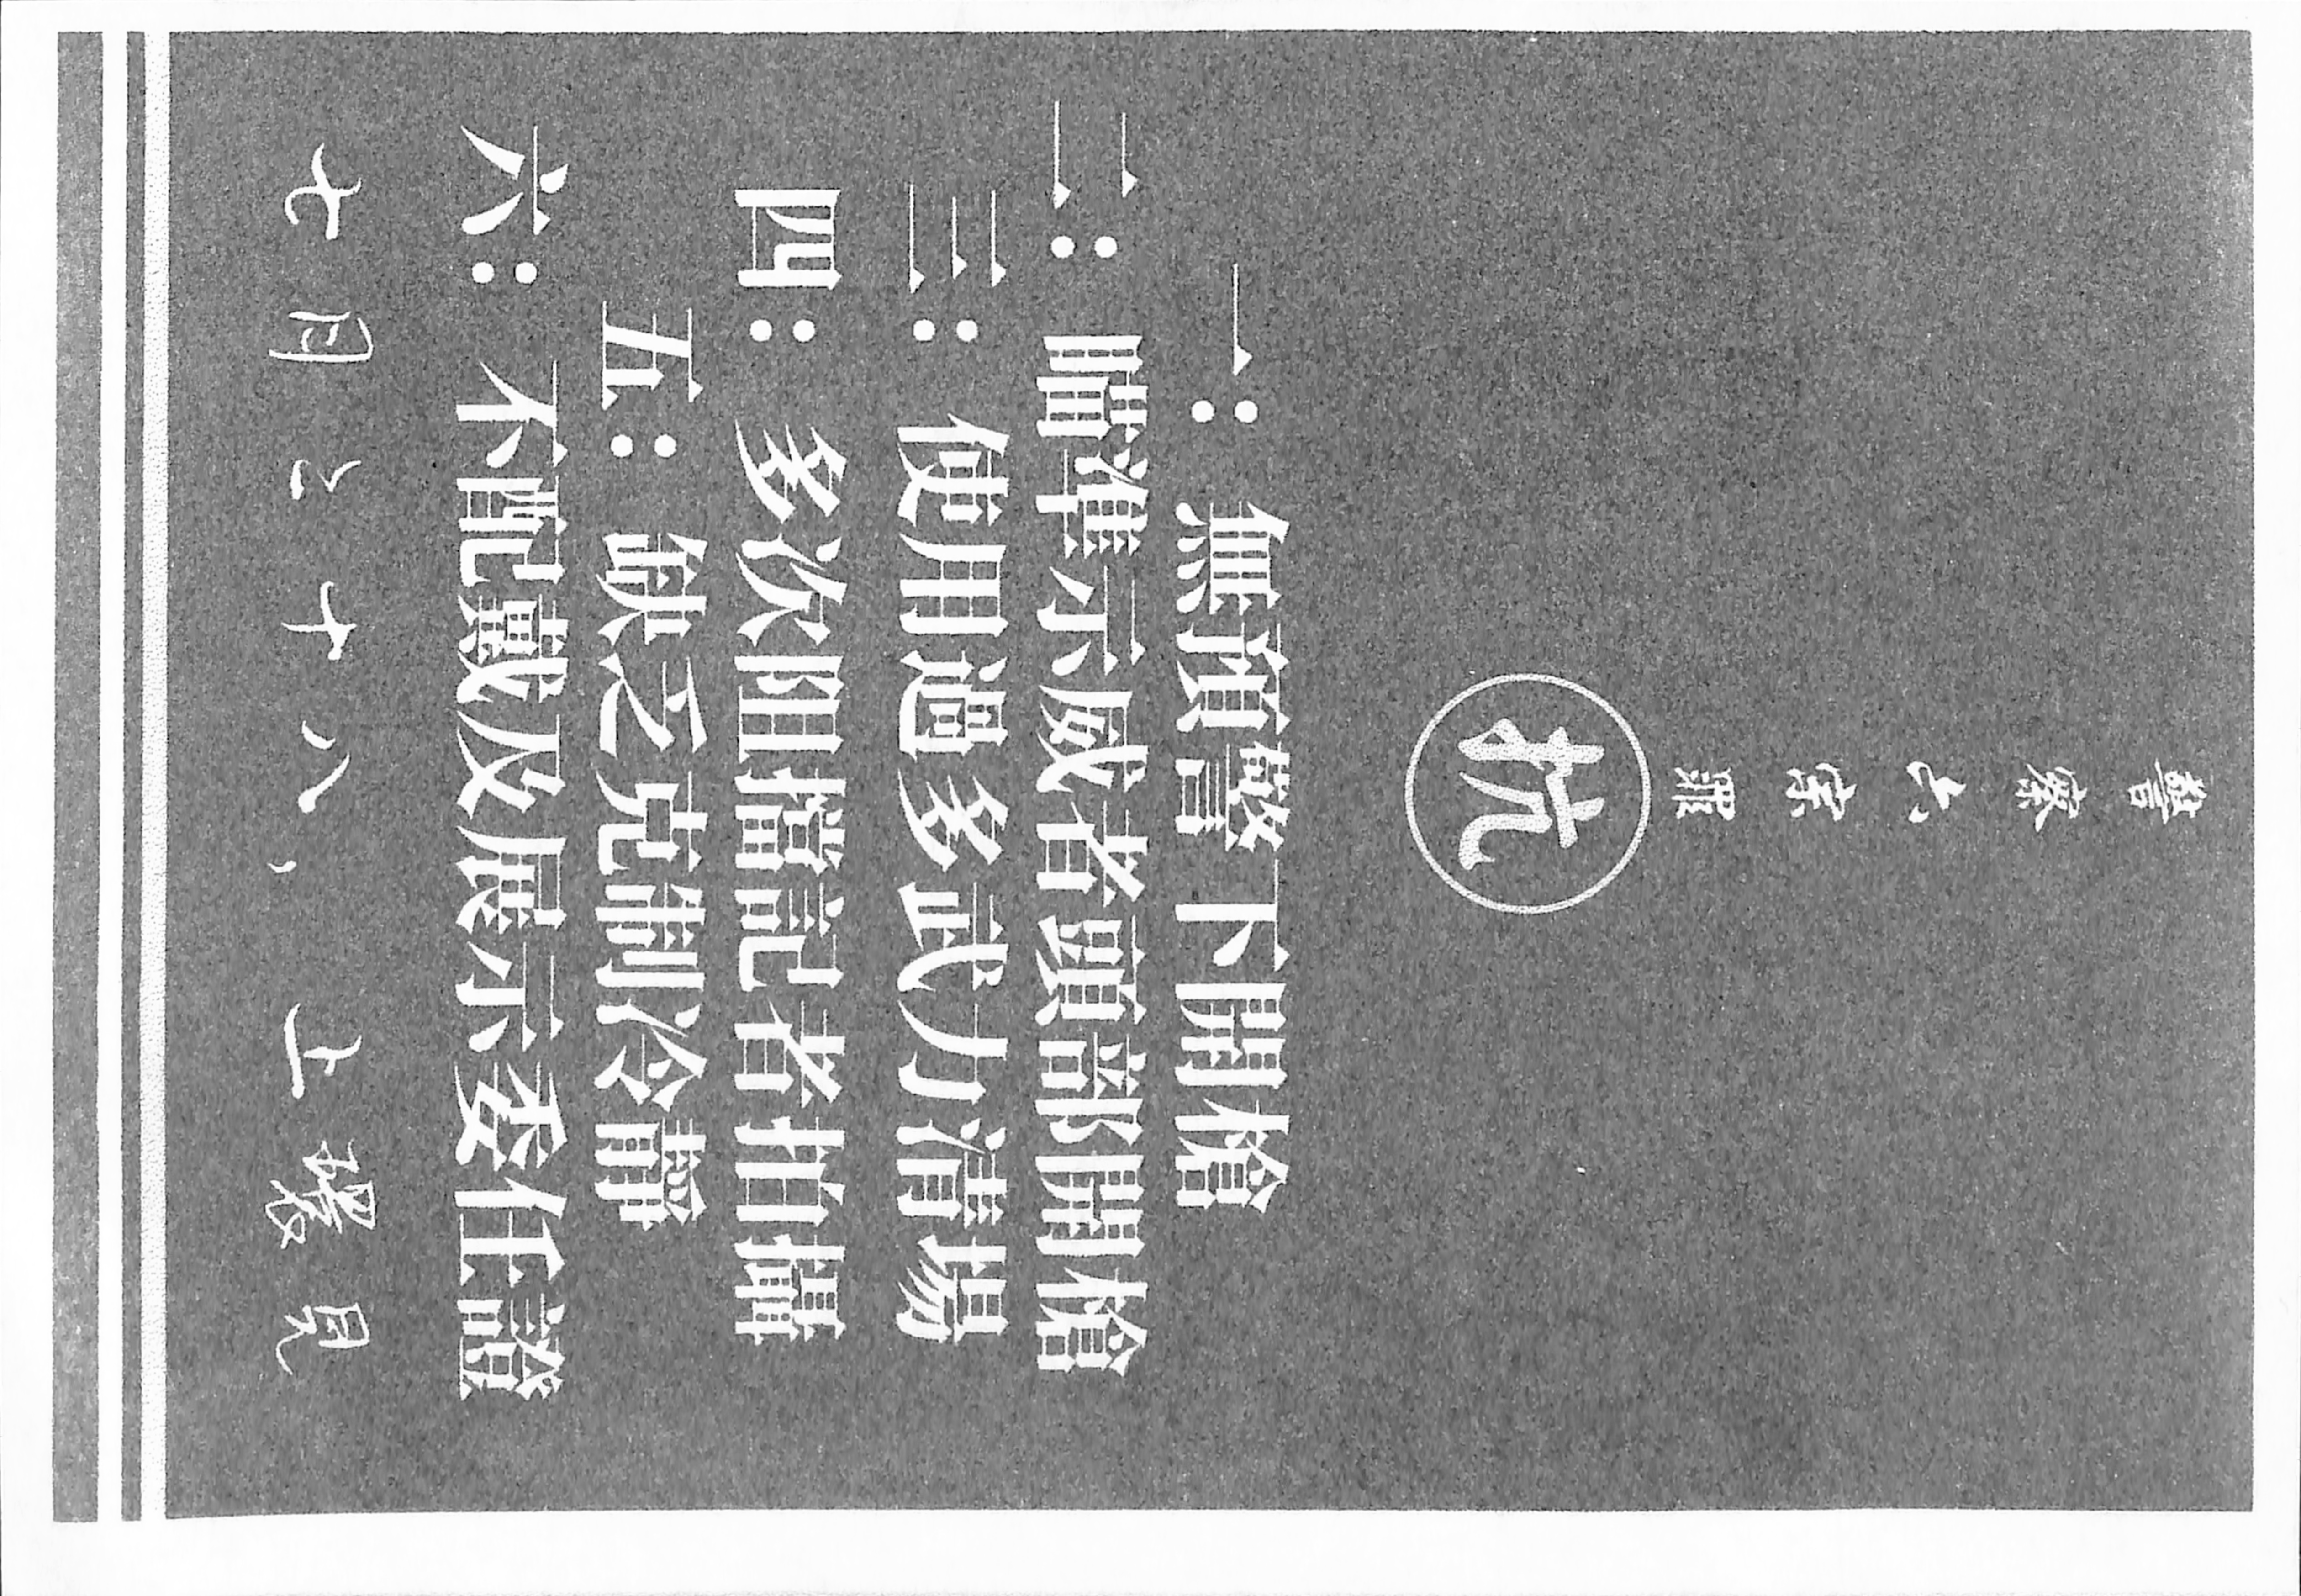 警察六宗罪
抗
一：無預警下開槍
二：瞄準示威者頭部開槍
三：使用過多武力清場
四：多次阻擋記者拍攝
五：缺乏克制冷靜
六：不配戴及展示委任證
七月二十八，上環見